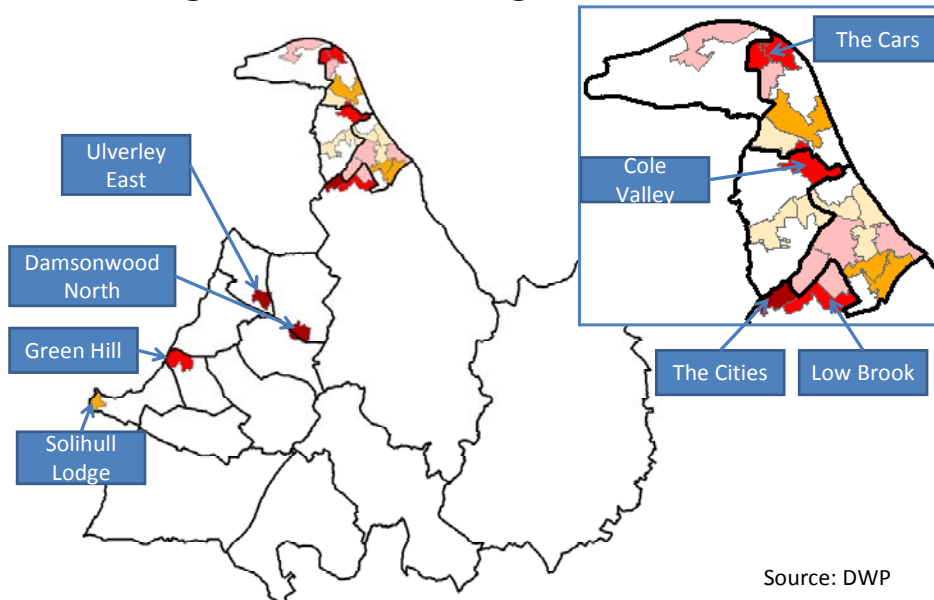 The Cars
Ulverley
East
Cole
Valley
Damsonwood
North
Green Hill
The Cities
Low Brook
Solihull
Lodge
Source: DWP